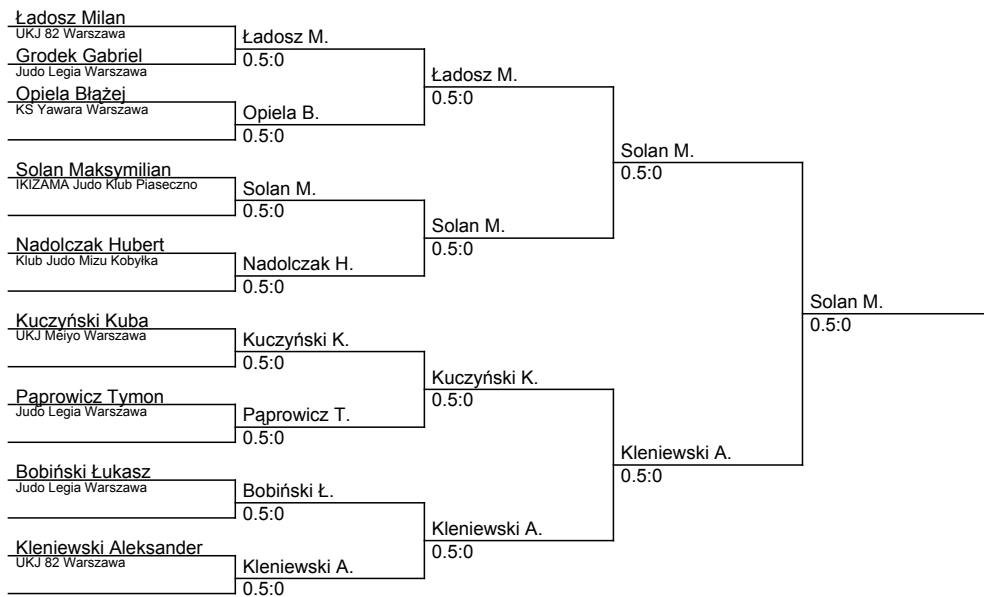 Ładosz Milan
UKJ 82 Warszawa
Grodek Gabriel
Judo Legia Warszawa
Opiela Błażej
KS Yawara Warszawa
Solan Maksymilian
IKIZAMA Judo Klub Piaseczno
Nadolczak Hubert
Klub Judo Mizu Kobyłka
Kuczyński Kuba
UKJ Meiyo Warszawa
Pąprowicz Tymon
Judo Legia Warszawa
Bobiński Łukasz
Judo Legia Warszawa
Kleniewski Aleksander
UKJ 82 Warszawa
Ładosz M.
0.5:0
Opiela B.
0.5:0
Solan M.
0.5:0
Nadolczak H.
0.5:0
Kuczyński K.
0.5:0
Pąprowicz T.
0.5:0
Bobiński Ł.
0.5:0
Kleniewski A.
0.5:0
Ładosz M.
0.5:0
Solan M.
0.5:0
Kuczyński K.
0.5:0
Kleniewski A.
0.5:0
Solan M.
0.5:0
Kleniewski A.
0.5:0
Solan M.
0.5:0